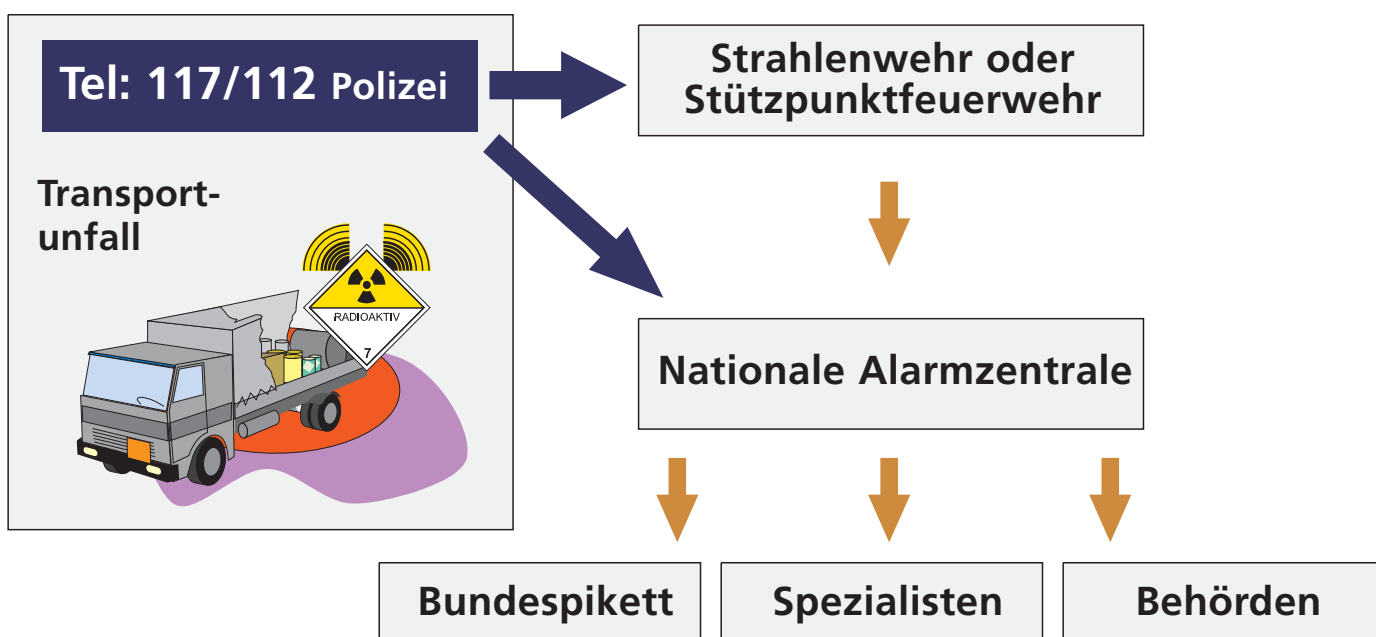 Tel: 117/112 Polizei
Transport-
unfall
RADIOAKTIV
7
Strahlenwehr oder
Stützpunktfeuerwehr
Nationale Alarmzentrale
Bundespikett
Spezialisten
Behörden